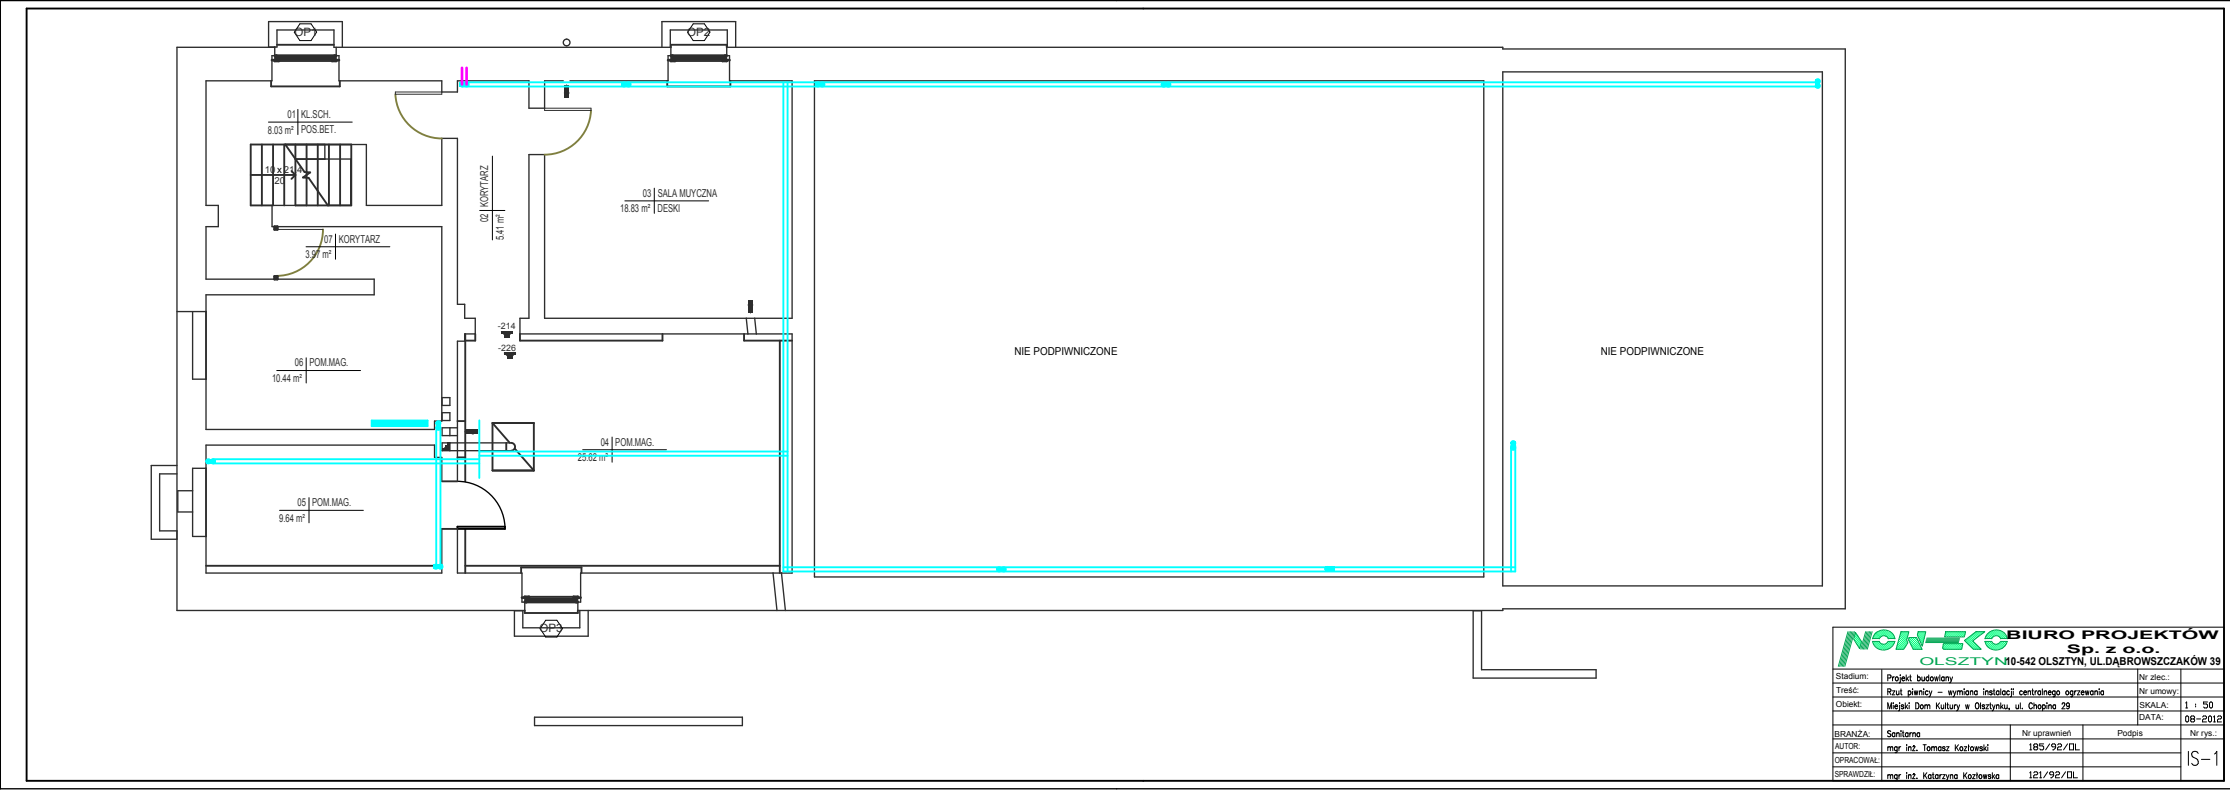 OP1
OP2
01 KL.SCH.
8.03 m² POS.BET.
10 x 21,4
20
02 KORYTARZ
5.41 m²
03 SALA MUYCZNA
18.83 m² DESKI
07 KORYTARZ
3.97 m²
-214
-226
06 POM.MAG.
10.44 m²
NIE PODPIWNICZONE
NIE PODPIWNICZONE
04 POM.MAG.
25.62 m²
05 POM.MAG.
9.64 m²
OP3
NOW-EKO BIURO PROJEKTÓW
Sp. z o.o.
OLSZTYN 10-542 OLSZTYN, UL.DĄBROWSZCZAKÓW 39
Stadium: Projekt budowlany Nr zlec.:
Treść: Rzut piwnicy – wymiana instalacji centralnego ogrzewania Nr umowy:
Obiekt: Miejski Dom Kultury w Olsztynku, ul. Chopina 29 SKALA: 1 : 50
DATA: 08-2012
BRANŻA: Sanitarna Nr uprawnień Podpis Nr rys.:
AUTOR: mgr inż. Tomasz Kozłowski 185/92/OL
OPRACOWAŁ: IS-1
SPRAWDZIŁ: mgr inż. Katarzyna Kozłowska 121/92/OL